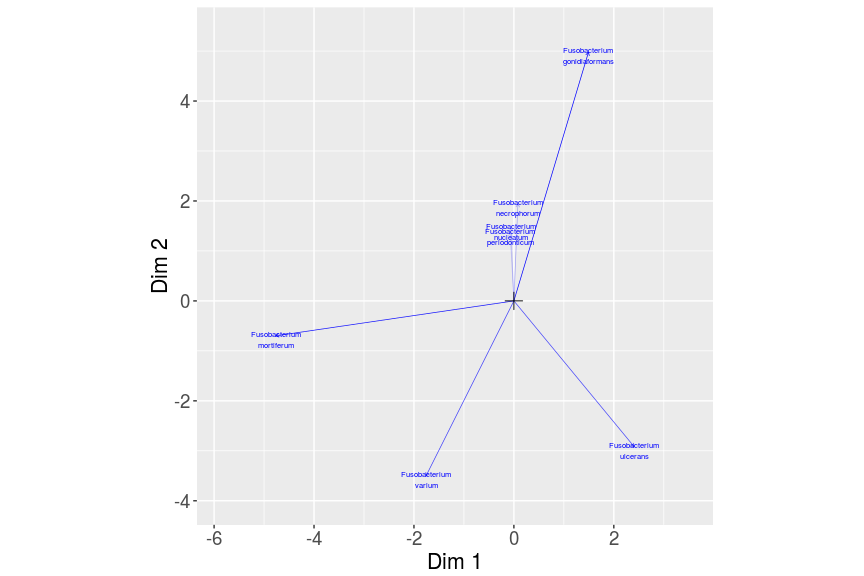 Fusobacterium
gonidiaformans
4
2
Fusobacterium
necrophorum
Fusobacterium
Fusobacterium
nucleatum
periodonticum
Dim 2
0
Fusobacterium
mortiferum
-2
Fusobacterium
ulcerans
Fusobacterium
varium
-4
-6
-4
-2
0
2
Dim 1